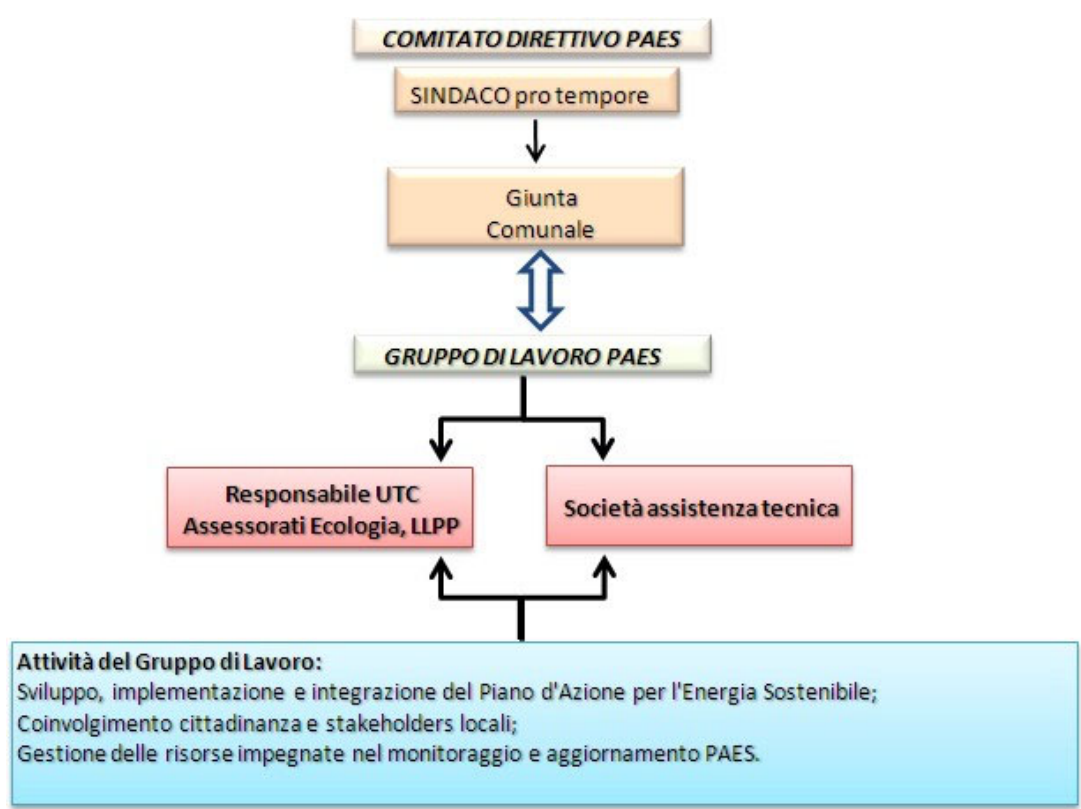 COMITATO DIRETTIVO PAES
SINDACO pro tempore
Giunta
Comunale
GRUPPO DI LAVORO PAES
Responsabile UTC
Assessorati Ecologia, LLPP
Società assistenza tecnica
Attività del Gruppo di Lavoro:
Sviluppo, implementazione e integrazione del Piano d'Azione per l'Energia Sostenibile;
Coinvolgimento cittadinanza e stakeholders locali;
Gestione delle risorse impegnate nel monitoraggio e aggiornamento PAES.